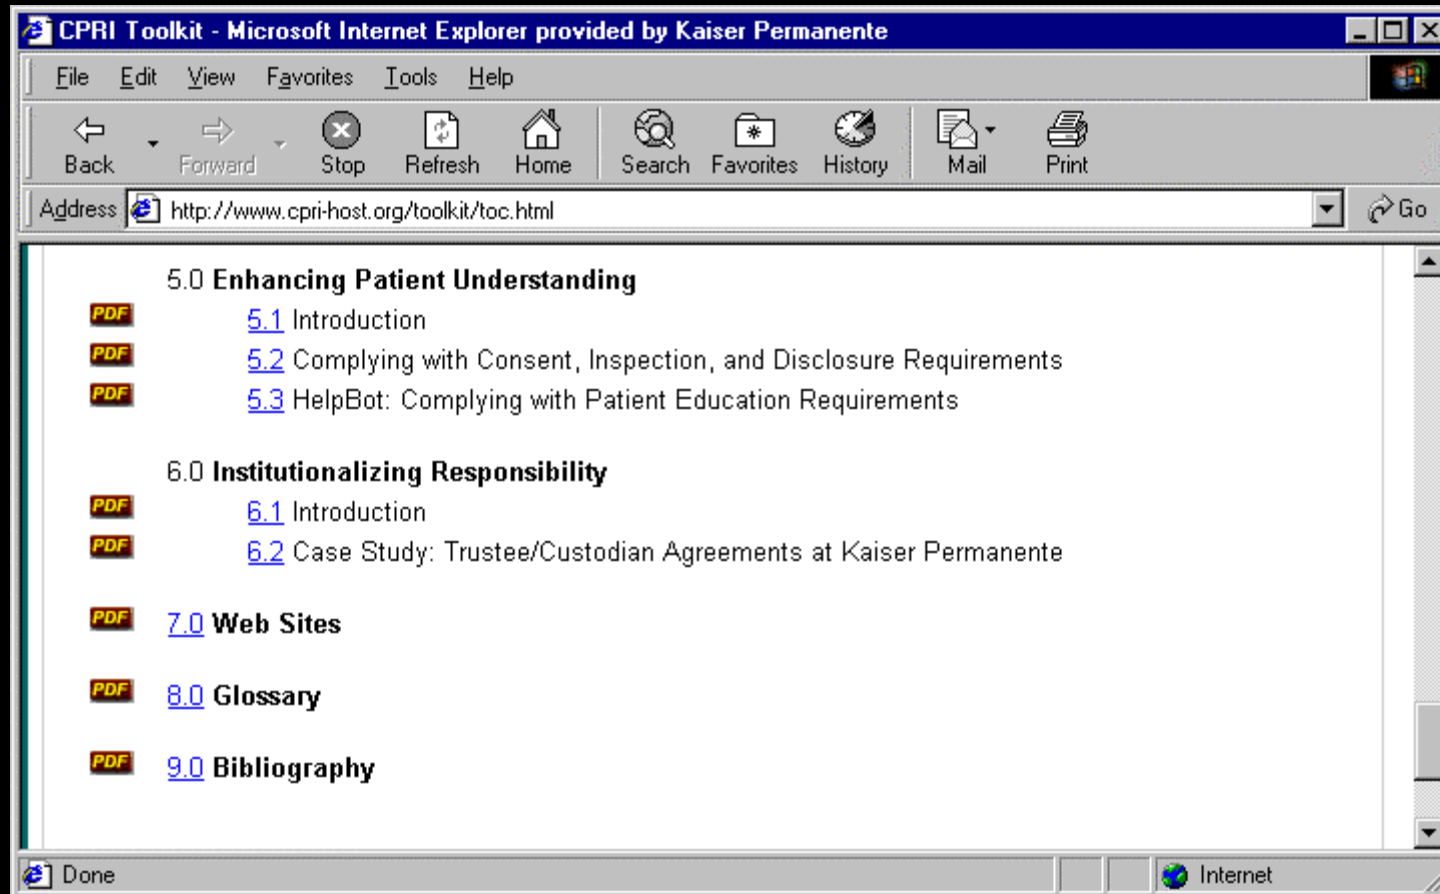 CPRI Toolkit - Microsoft Internet Explorer provided by Kaiser Permanente
File Edit View Favorites Tools Help
Back Forward Stop Refresh Home Search Favorites History Mail Print
Address http://www.cpri-host.org/toolkit/toc.html Go
5.0 Enhancing Patient Understanding
PDF 5.1 Introduction
PDF 5.2 Complying with Consent, Inspection, and Disclosure Requirements
PDF 5.3 HelpBot: Complying with Patient Education Requirements
6.0 Institutionalizing Responsibility
PDF 6.1 Introduction
PDF 6.2 Case Study: Trustee/Custodian Agreements at Kaiser Permanente
PDF 7.0 Web Sites
PDF 8.0 Glossary
PDF 9.0 Bibliography
Done Internet